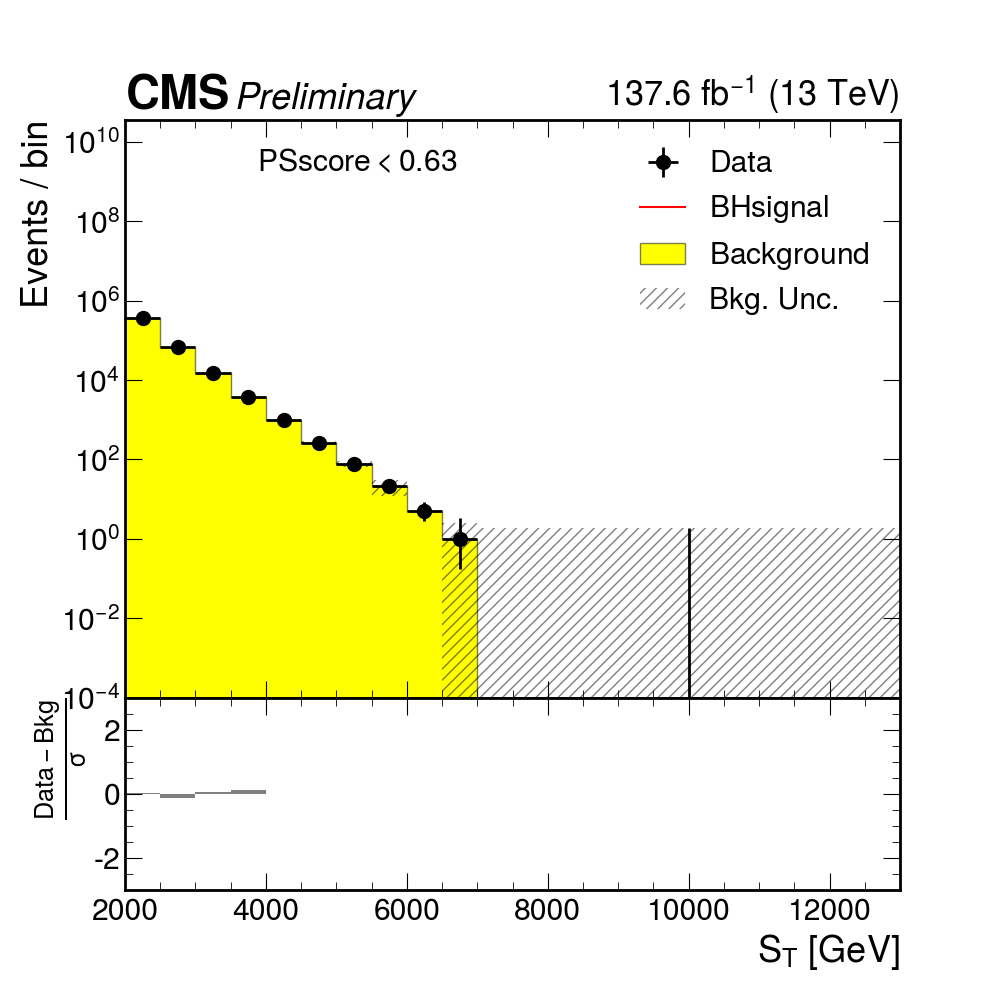 CMS Preliminary 137.6 fb⁻¹ (13 TeV)
Events / bin
10¹⁰
10⁸
10⁶
10⁴
10²
10⁰
10⁻²
10⁻⁴
PSscore < 0.63
Data
BHsignal
Background
Bkg. Unc.
Data – Bkg
σ
2
0
-2
2000 4000 6000 8000 10000 12000
S_T [GeV]